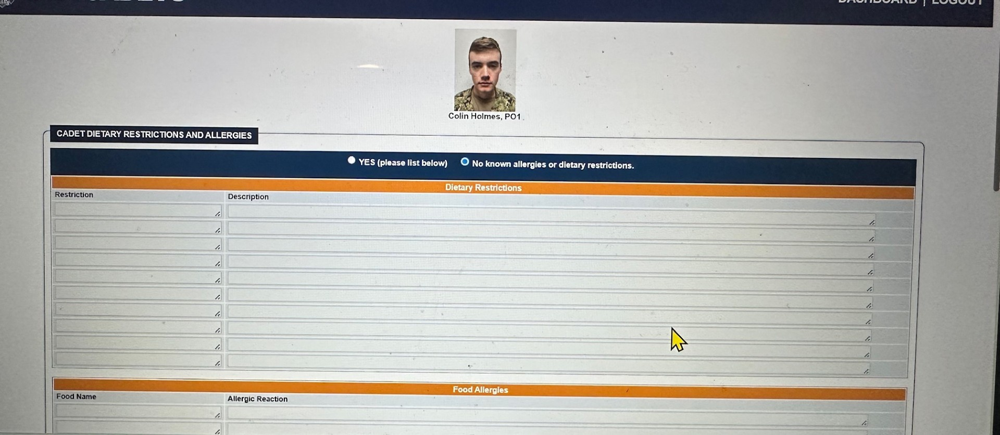 DASHBOARD | LOGOUT
Colin Holmes, PO1
CADET DIETARY RESTRICTIONS AND ALLERGIES
YES (please list below) No known allergies or dietary restrictions.
Dietary Restrictions
Restriction Description
Food Allergies
Food Name Allergic Reaction